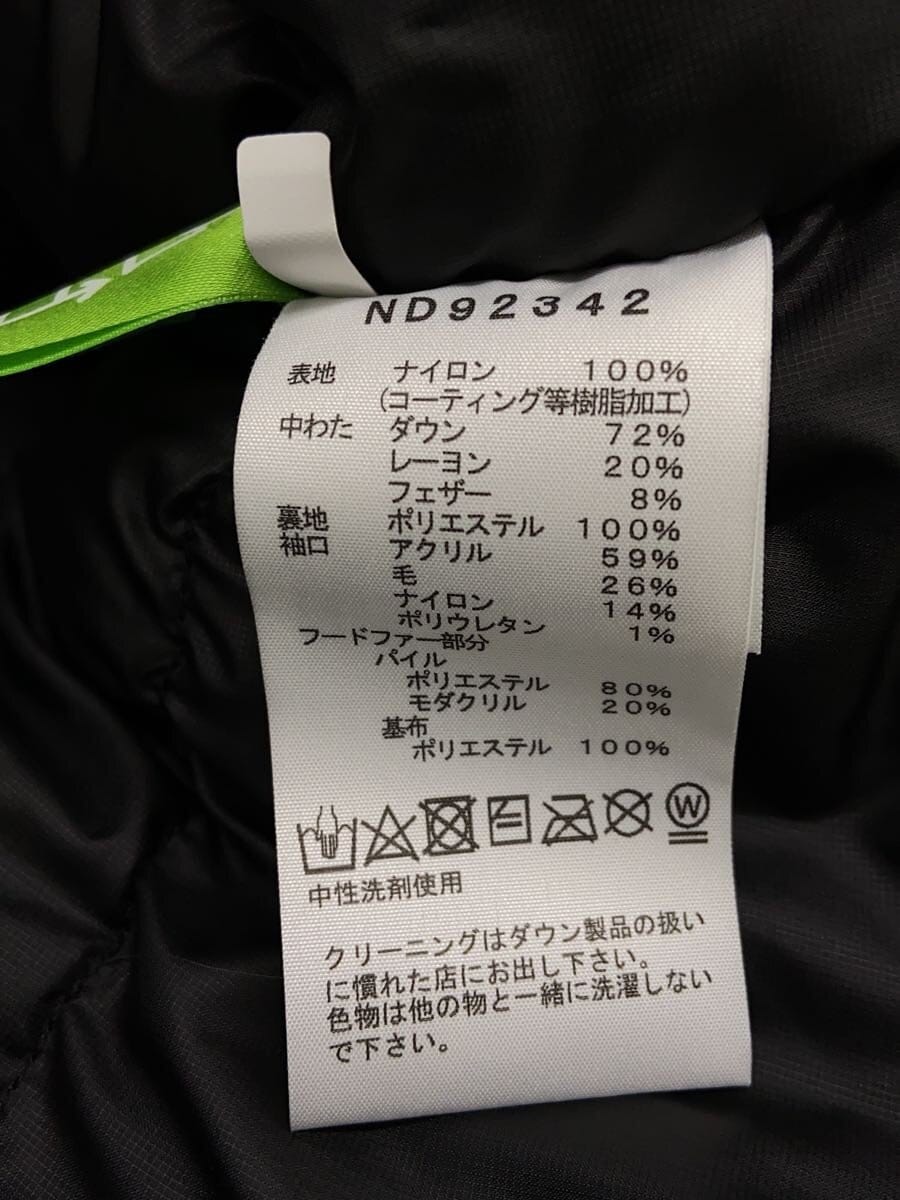 ND92342
表地 ナイロン 100%
(コーティング等樹脂加工)
中わた ダウン 72%
レーヨン 20%
フェザー 8%
裏地 ポリエステル 100%
袖口 アクリル 59%
毛 26%
ナイロン 14%
ポリウレタン 1%
フードファー部分
パイル
ポリエステル 80%
モダクリル 20%
基布
ポリエステル 100%
W
中性洗剤使用
クリーニングはダウン製品の扱い
に慣れた店にお出し下さい。
色物は他の物と一緒に洗濯しない
で下さい。